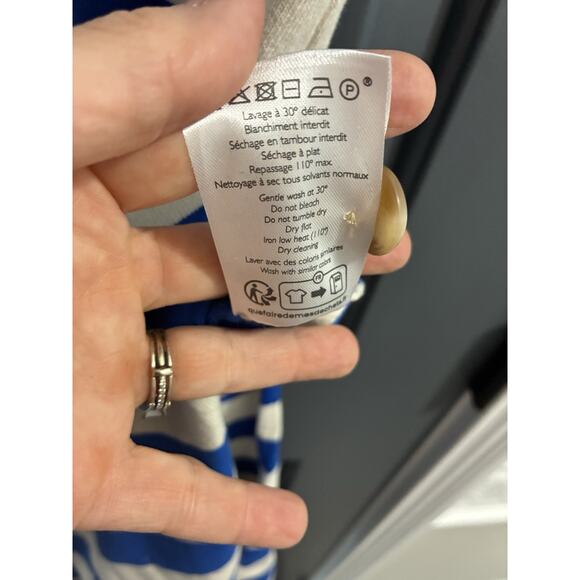 P ®
Lavage à 30° délicat
Blanchiment interdit
Séchage en tambour interdit
Séchage à plat
Repassage 110° max.
Nettoyage à sec tous solvants normaux
Gentle wash at 30°
Do not bleach
Do not tumble dry
Dry flat
Iron low heat (110°)
Dry cleaning
Laver avec des coloris similaires
Wash with similar colors
FR
quefairedemesdechets.fr